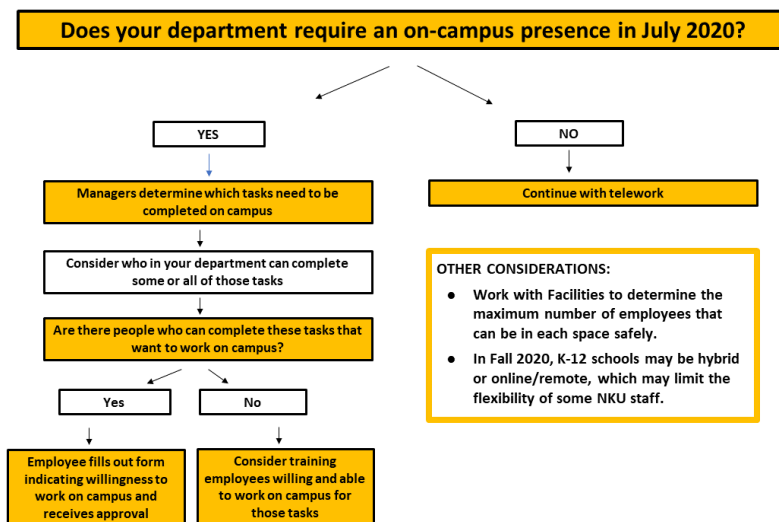 Does your department require an on-campus presence in July 2020?
YES
NO
Managers determine which tasks need to be
completed on campus
Continue with telework
Consider who in your department can complete
some or all of those tasks
Are there people who can complete these tasks that
want to work on campus?
Yes
No
Employee fills out form
indicating willingness to
work on campus and
receives approval
Consider training
employees willing and able
to work on campus for
those tasks
OTHER CONSIDERATIONS:
● Work with Facilities to determine the
maximum number of employees that
can be in each space safely.
● In Fall 2020, K-12 schools may be hybrid
or online/remote, which may limit the
flexibility of some NKU staff.